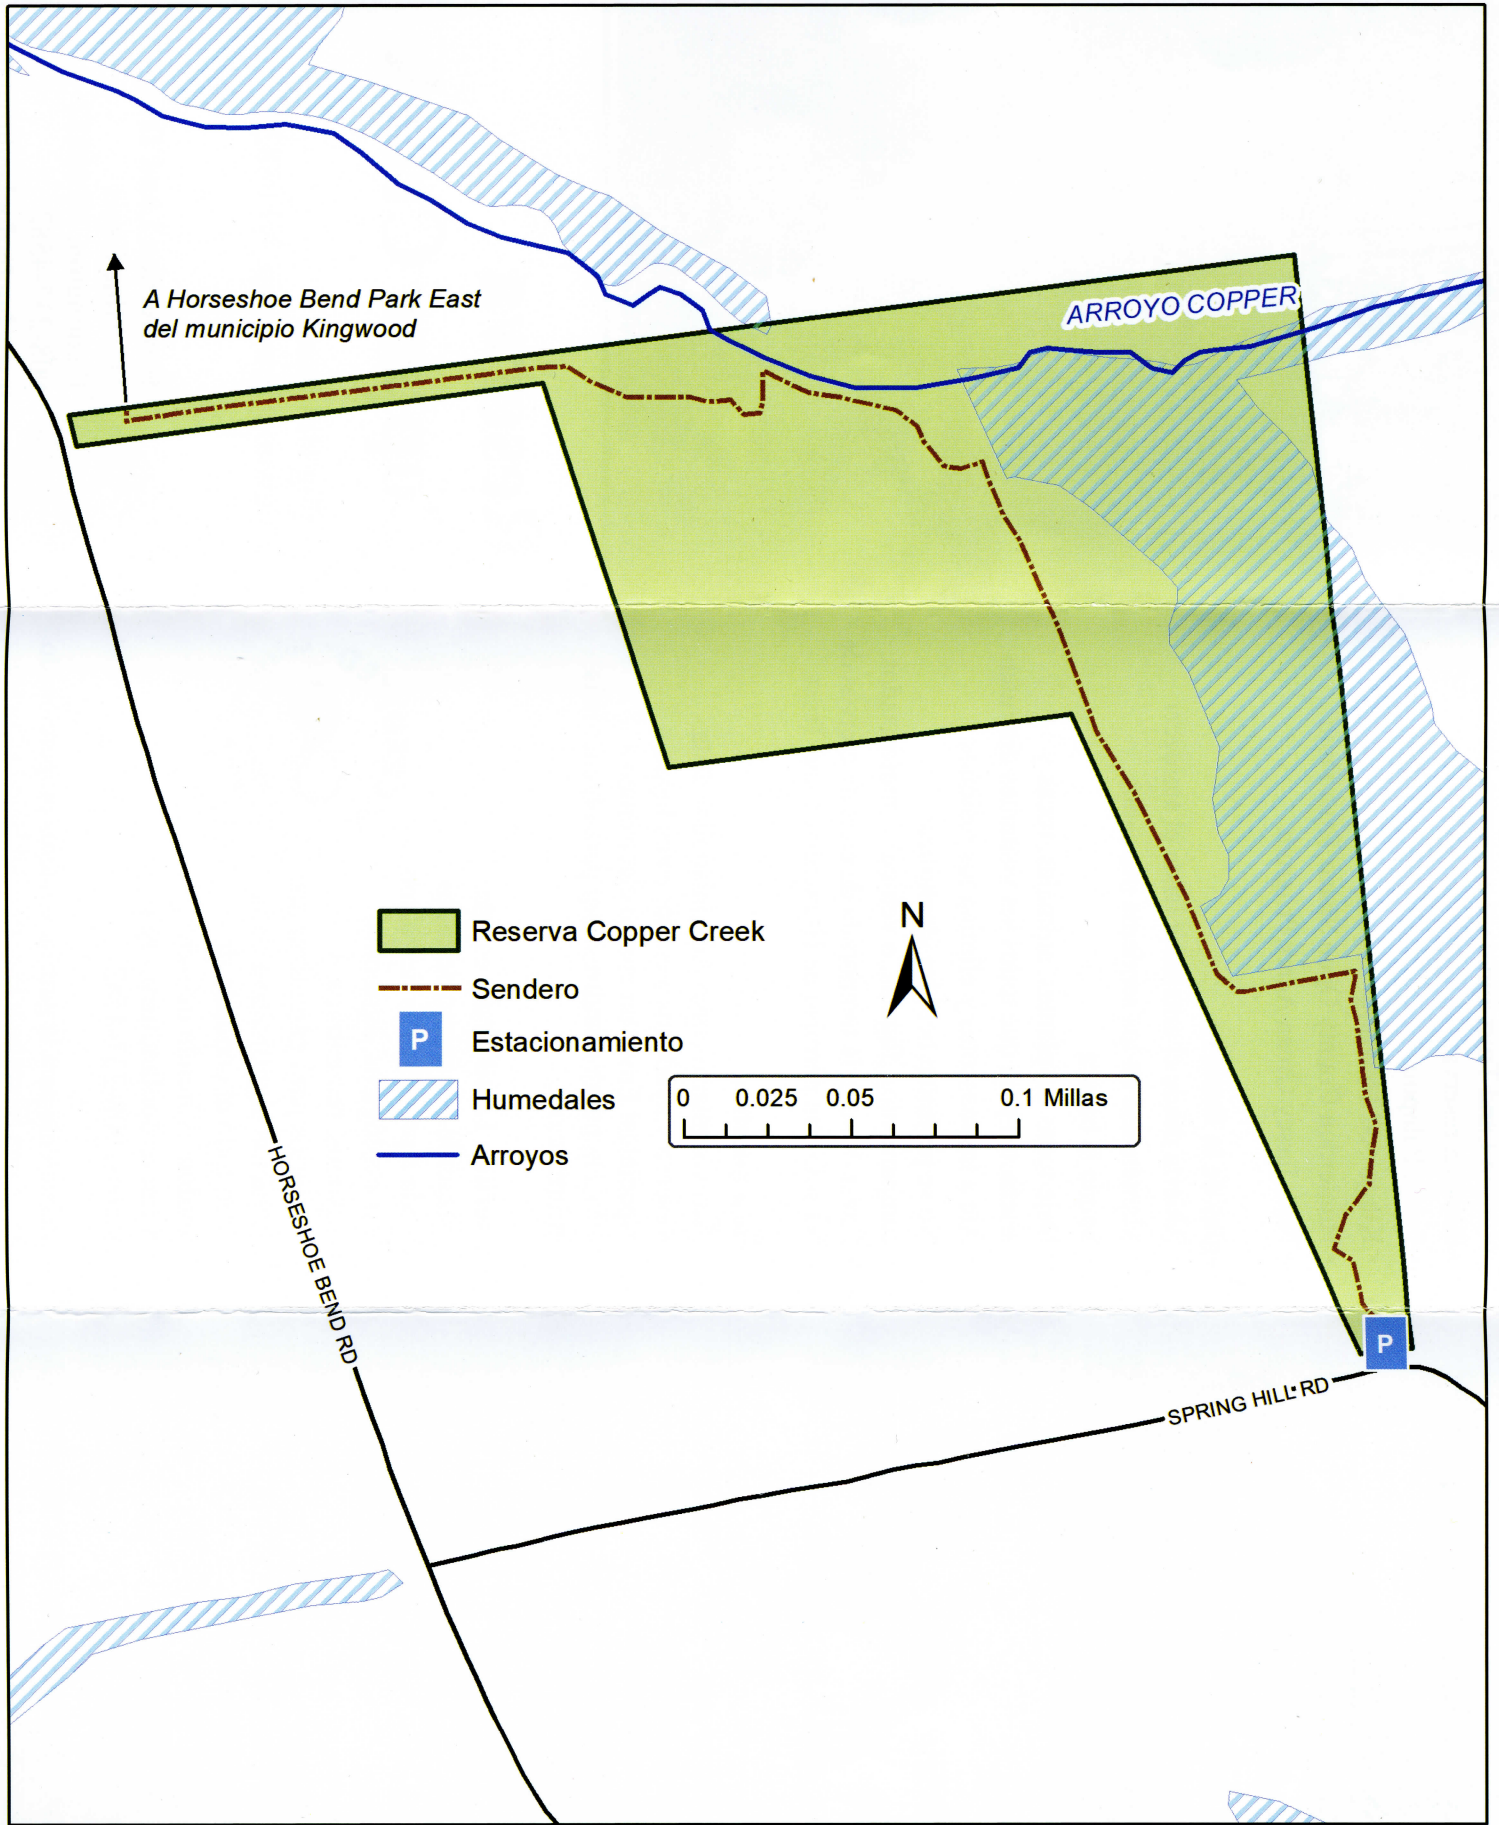 A Horseshoe Bend Park East
del municipio Kingwood
ARROYO COPPER
Reserva Copper Creek
Sendero
P
Estacionamiento
Humedales
Arroyos
N
0 0.025 0.05 0.1 Millas
HORSESHOE BEND RD
P
SPRING HILL RD